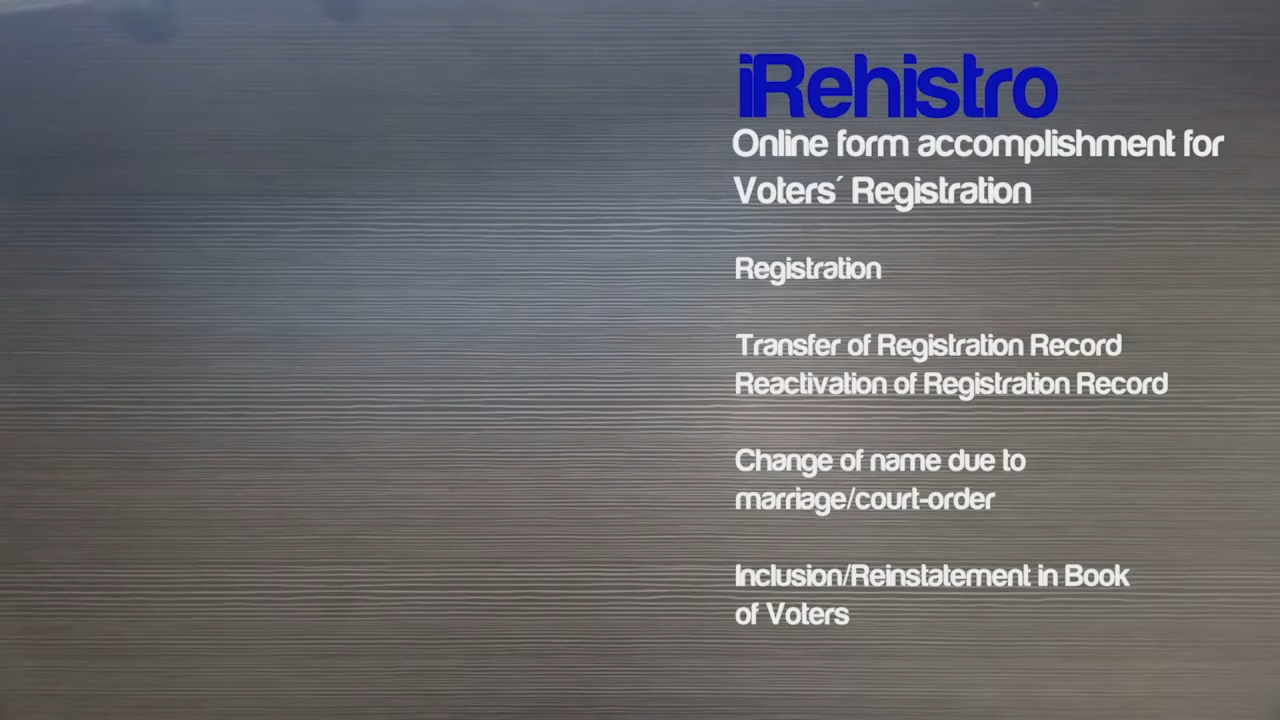 iRehistro
Online form accomplishment for
Voters´ Registration
Registration
Transfer of Registration Record
Reactivation of Registration Record
Change of name due to
marriage/court-order
Inclusion/Reinstatement in Book
of Voters